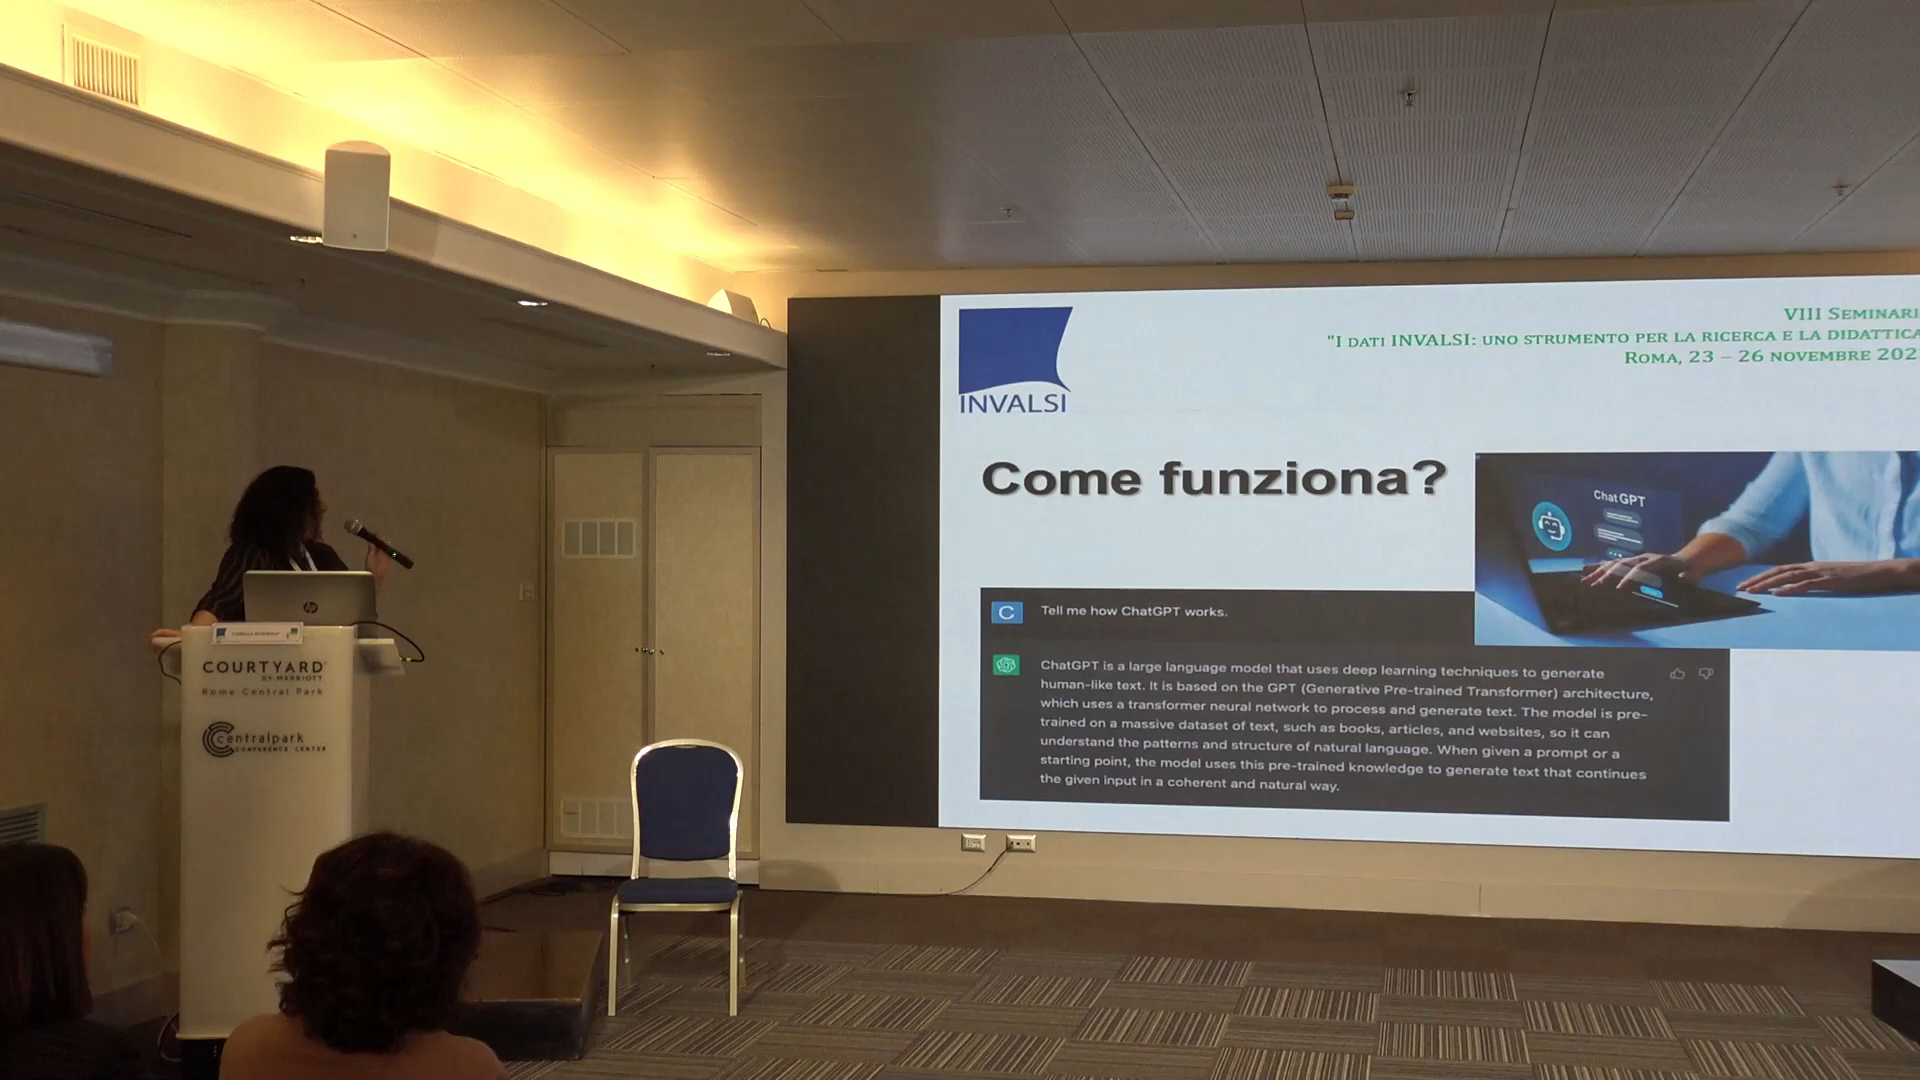 VIII SEMINARI
"I DATI INVALSI: UNO STRUMENTO PER LA RICERCA E LA DIDATTICA
ROMA, 23 – 26 NOVEMBRE 202
INVALSI
Come funziona?
Chat GPT
C
Tell me how ChatGPT works.
ChatGPT is a large language model that uses deep learning techniques to generate
human-like text. It is based on the GPT (Generative Pre-trained Transformer) architecture,
which uses a transformer neural network to process and generate text. The model is pre-
trained on a massive dataset of text, such as books, articles, and websites, so it can
understand the patterns and structure of natural language. When given a prompt or a
starting point, the model uses this pre-trained knowledge to generate text that continues
the given input in a coherent and natural way.
hp
COURTYARD
BY MARRIOTT
Rome Central Park
centralpark
CONFERENCE CENTER